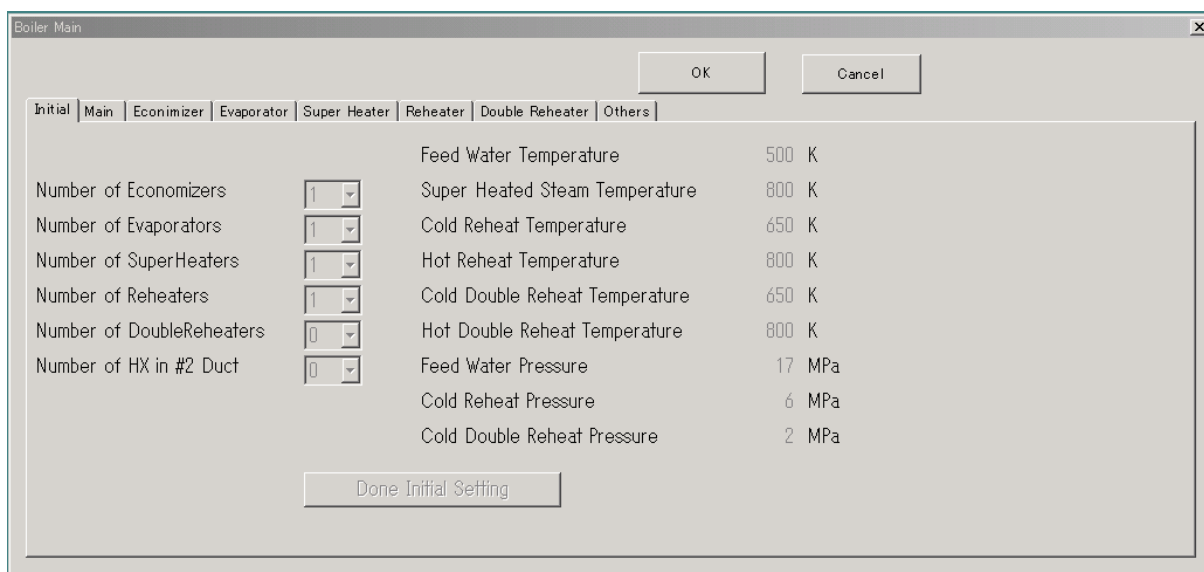 Boiler Main
OK Cancel
Initial Main Econimizer Evaporator Super Heater Reheater Double Reheater Others
Feed Water Temperature 500 K
Number of Economizers 1 Super Heated Steam Temperature 800 K
Number of Evaporators 1 Cold Reheat Temperature 650 K
Number of SuperHeaters 1 Hot Reheat Temperature 800 K
Number of Reheaters 1 Cold Double Reheat Temperature 650 K
Number of DoubleReheaters 0 Hot Double Reheat Temperature 800 K
Number of HX in #2 Duct 0 Feed Water Pressure 17 MPa
Cold Reheat Pressure 6 MPa
Cold Double Reheat Pressure 2 MPa
Done Initial Setting